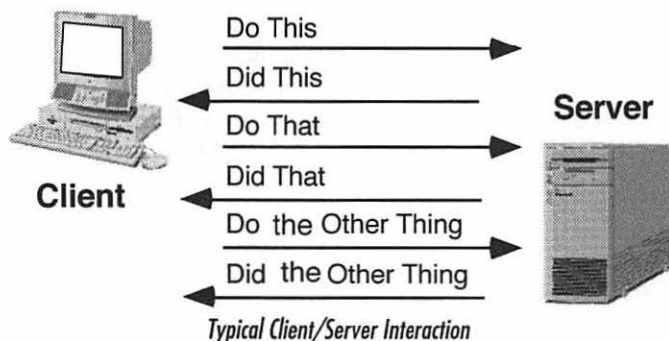 Do This
Did This
Do That
Did That
Do the Other Thing
Did the Other Thing
Client
Server
Typical Client/Server Interaction